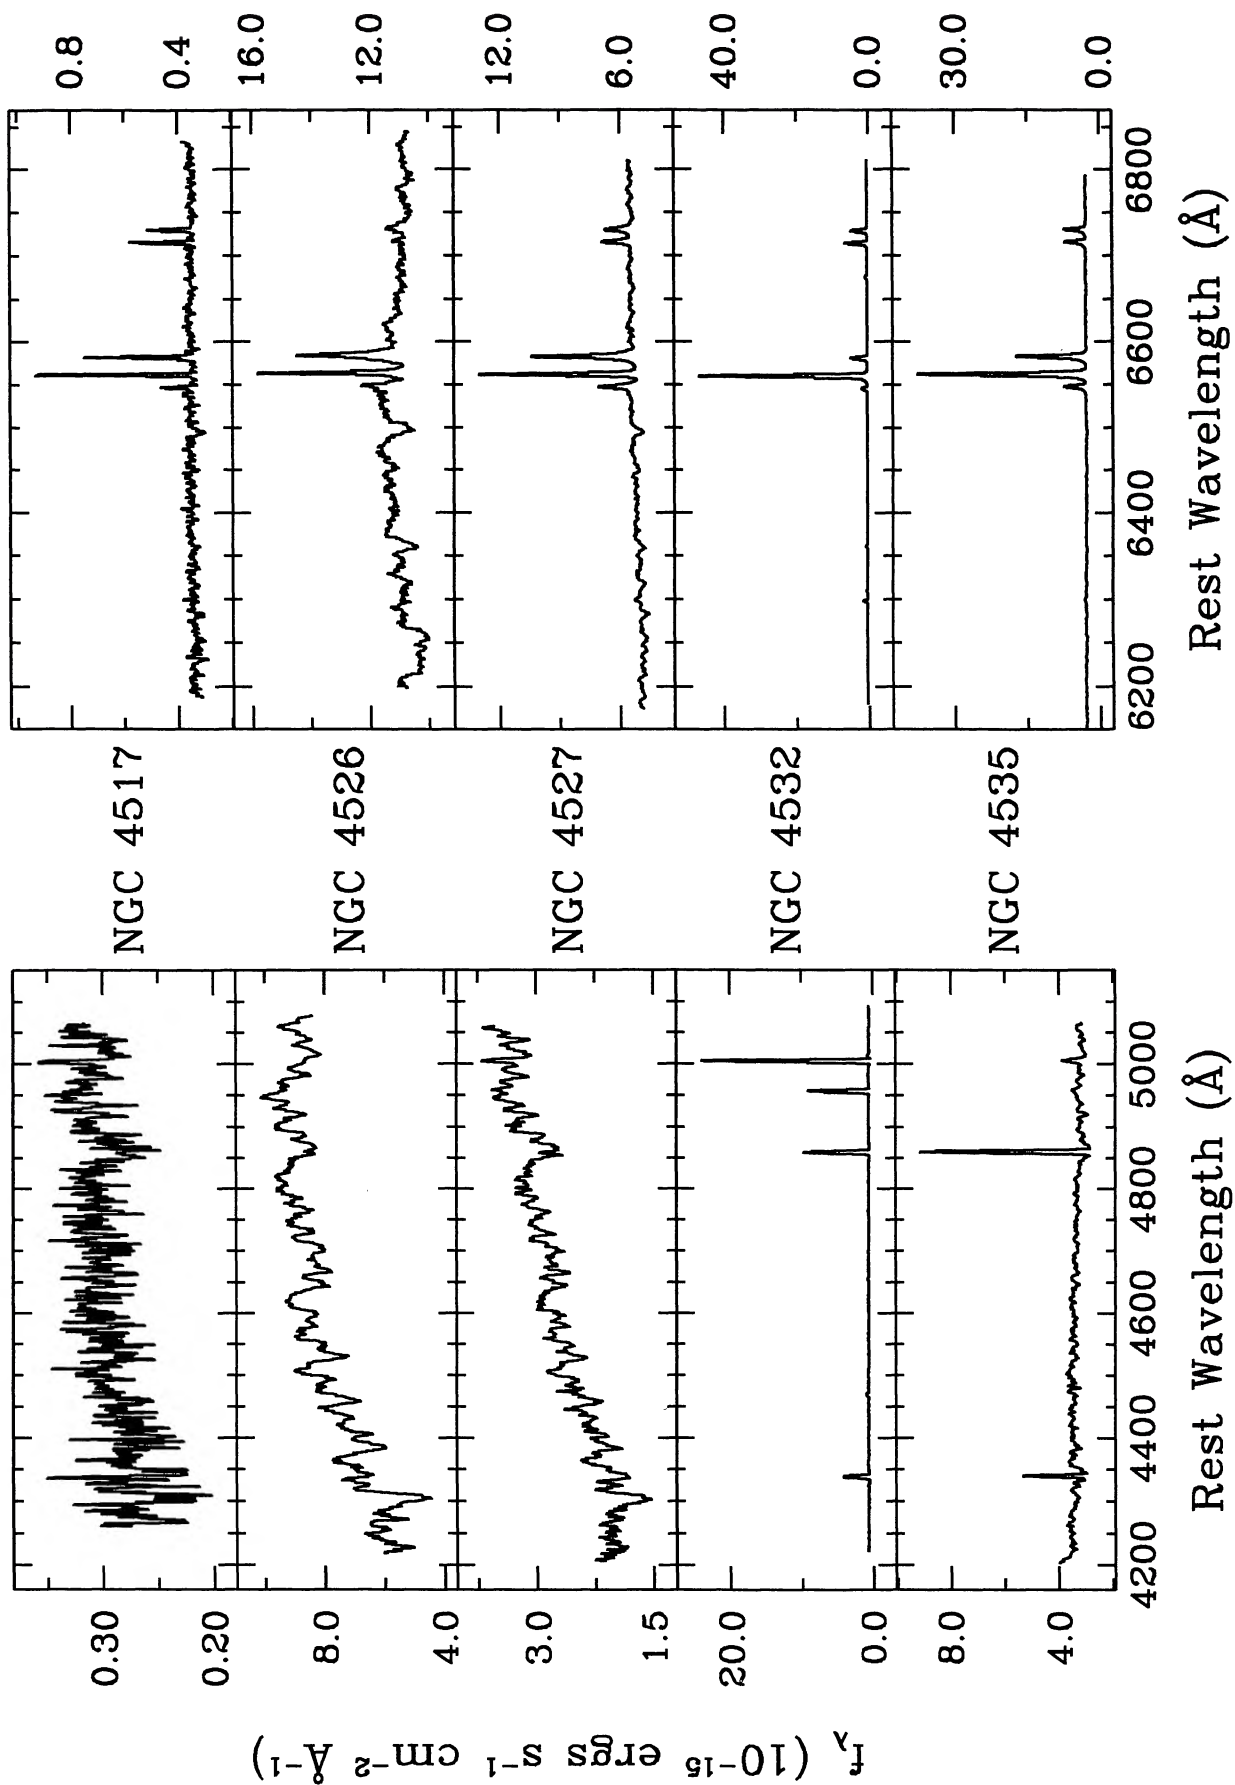 NGC 4517
0.30
0.20
0.8
0.4
NGC 4526
8.0
4.0
16.0
12.0
NGC 4527
3.0
1.5
12.0
6.0
NGC 4532
20.0
0.0
40.0
0.0
NGC 4535
8.0
4.0
30.0
0.0
4200 4400 4600 4800 5000
6200 6400 6600 6800
Rest Wavelength (Å)
Rest Wavelength (Å)
fλ (10⁻¹⁵ ergs s⁻¹ cm⁻² Å⁻¹)